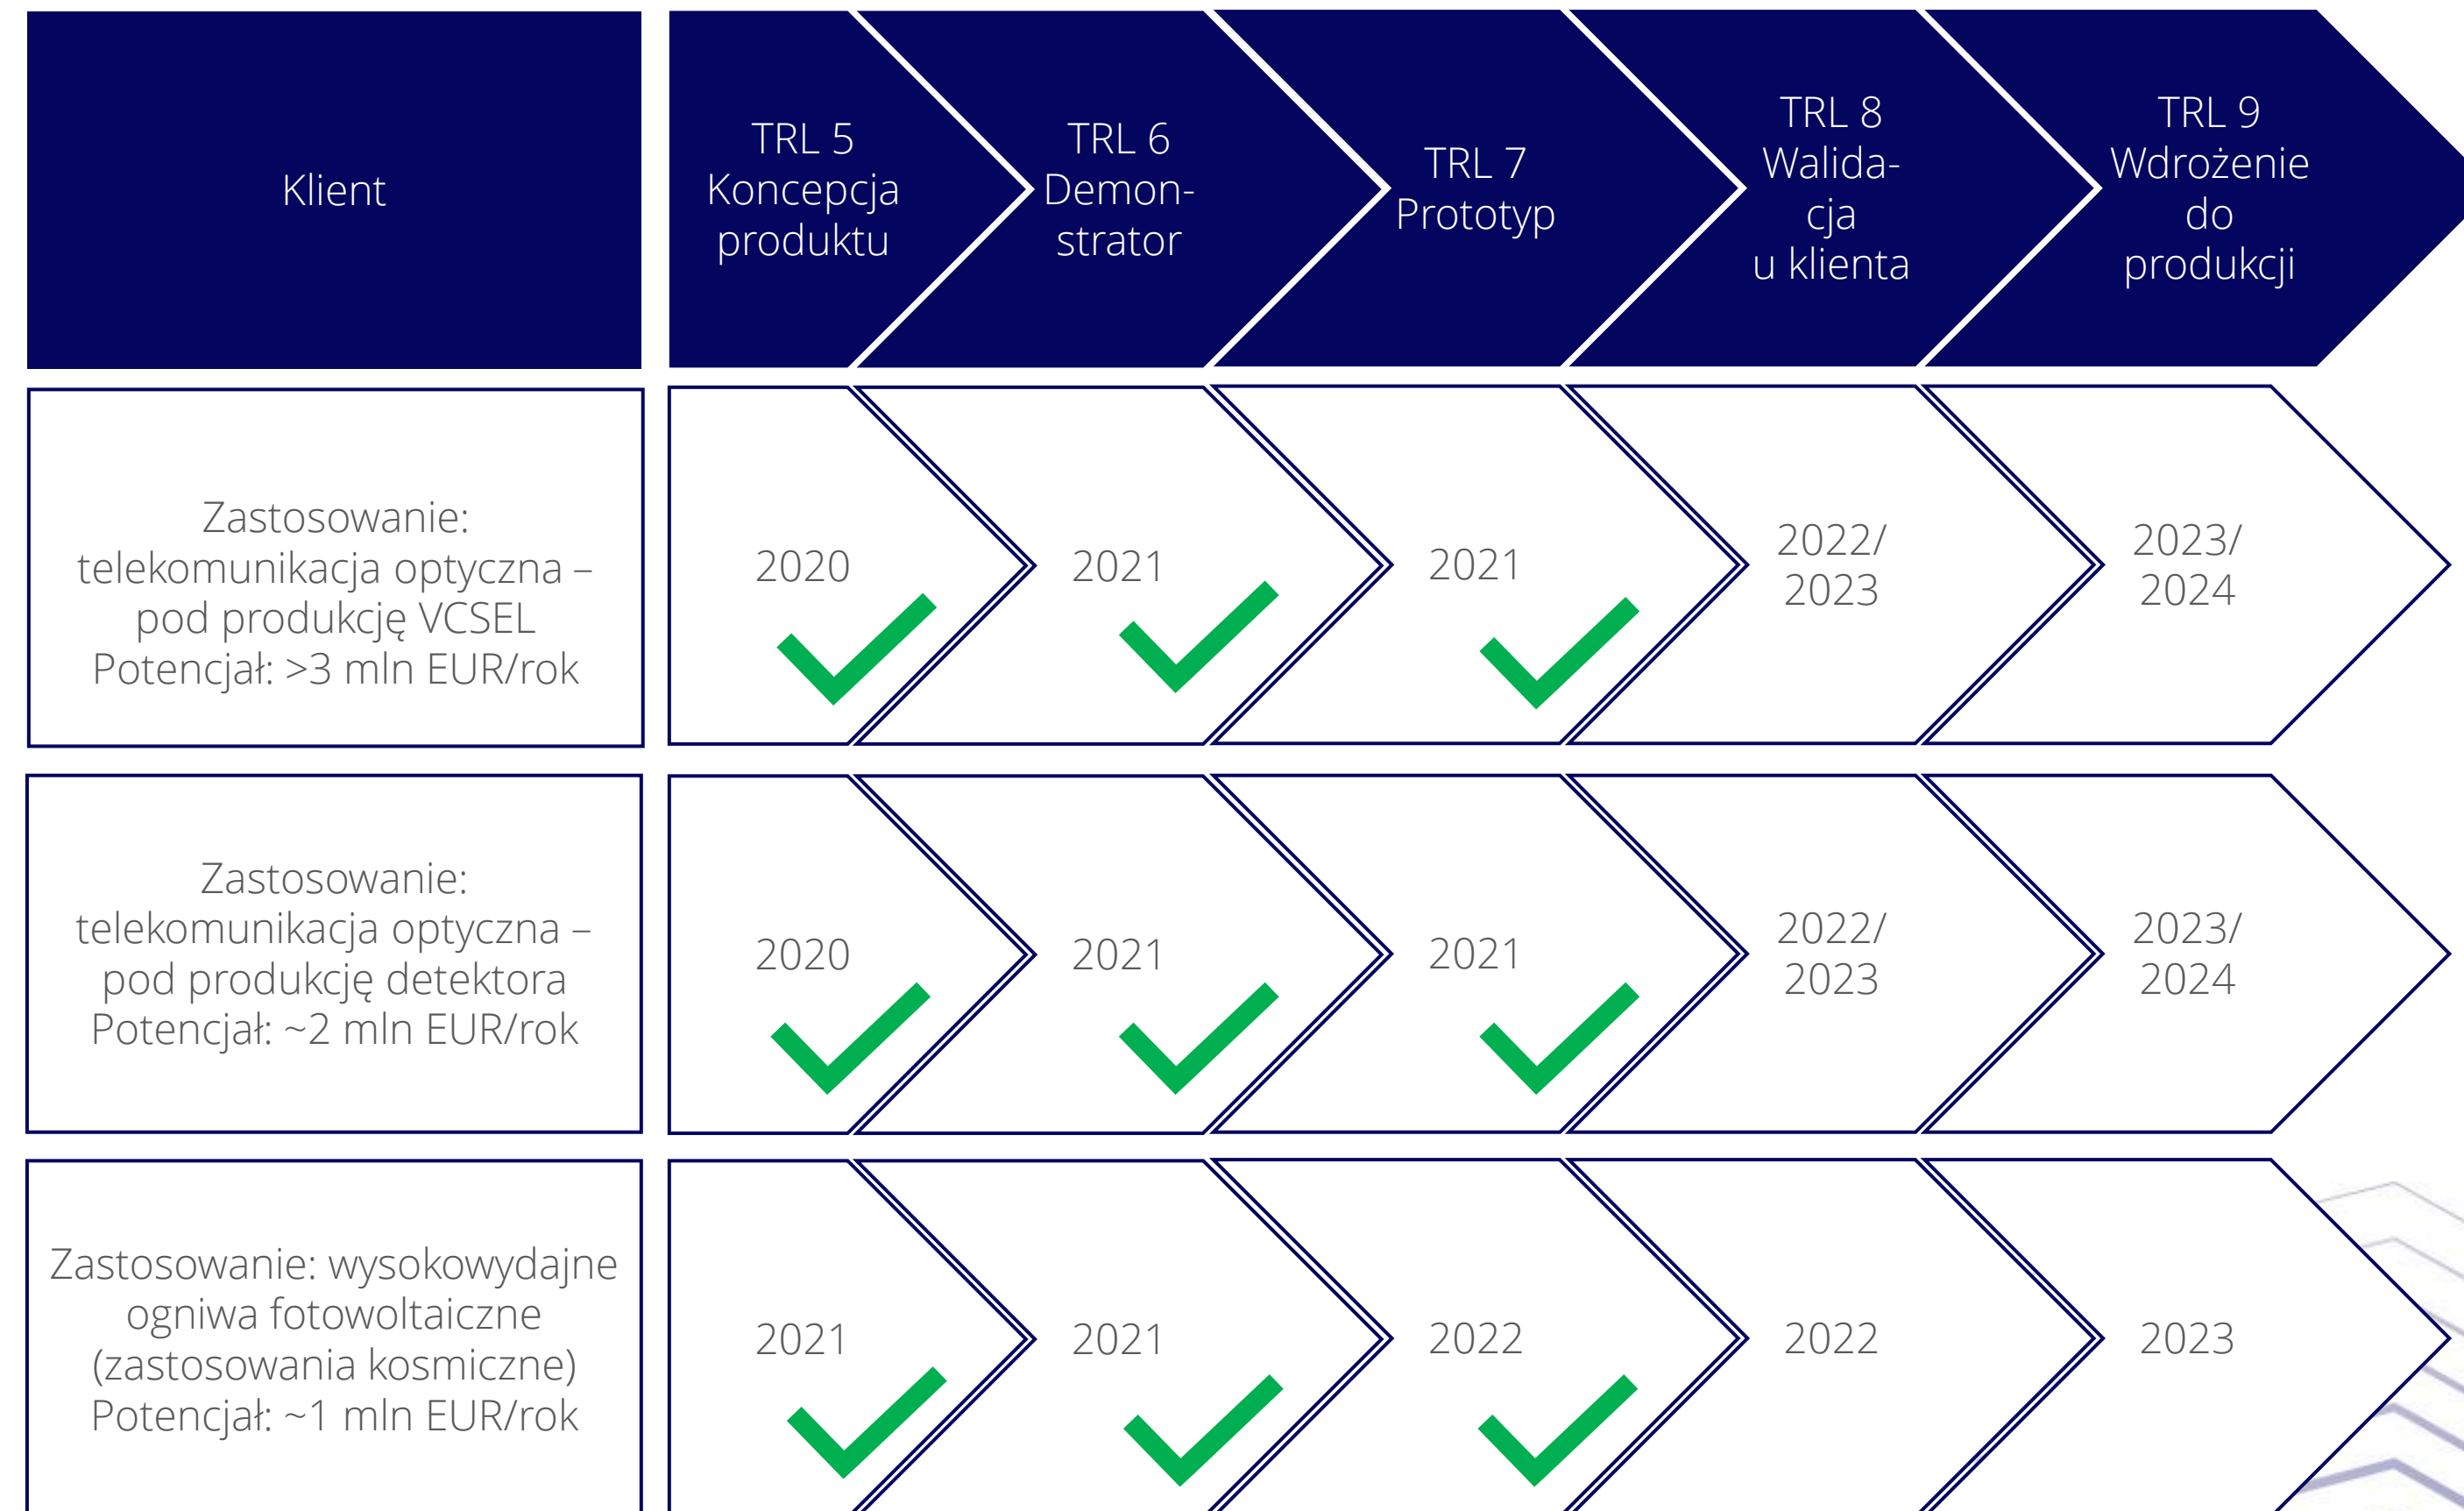 Klient
TRL 5
Koncepcja
produktu
TRL 6
Demon-
strator
TRL 7
Prototyp
TRL 8
Walida-
cja
u klienta
TRL 9
Wdrożenie
do
produkcji
Zastosowanie:
telekomunikacja optyczna –
pod produkcję VCSEL
Potencjał: >3 mln EUR/rok
2020
2021
2021
2022/
2023
2023/
2024
Zastosowanie:
telekomunikacja optyczna –
pod produkcję detektora
Potencjał: ~2 mln EUR/rok
2020
2021
2021
2022/
2023
2023/
2024
Zastosowanie: wysokowydajne
ogniwa fotowoltaiczne
(zastosowania kosmiczne)
Potencjał: ~1 mln EUR/rok
2021
2021
2022
2022
2023